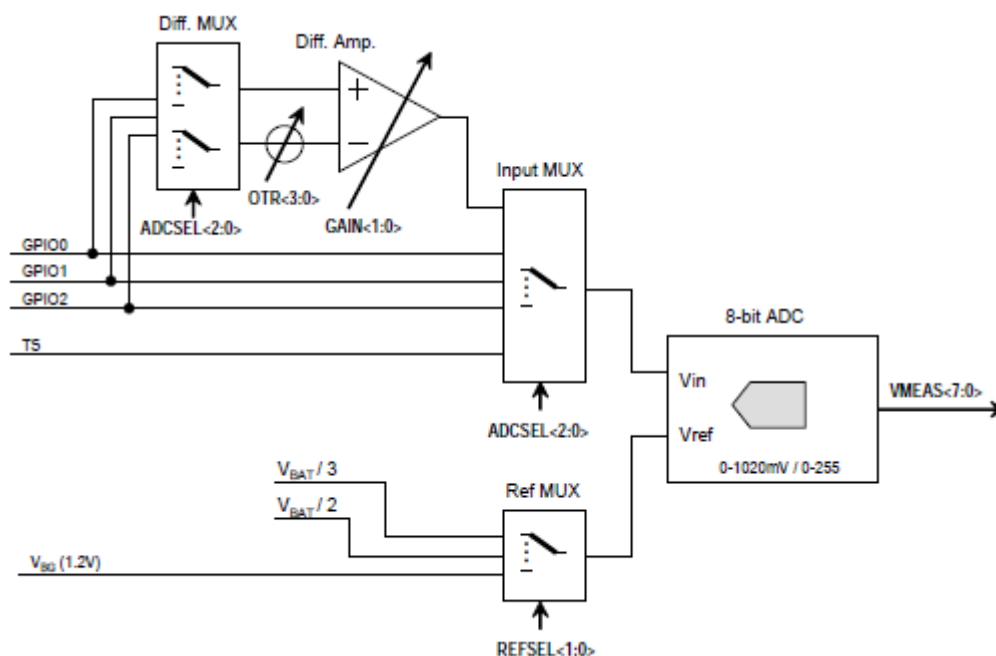 Diff. MUX
Diff. Amp.
+
−
OTR<3:0>
GAIN<1:0>
ADCSEL<2:0>
Input MUX
GPIO0
GPIO1
GPIO2
TS
ADCSEL<2:0>
8-bit ADC
Vin
Vref
0-1020mV / 0-255
VMEAS<7:0>
VBAT / 3
VBAT / 2
Ref MUX
VBG (1.2V)
REFSEL<1:0>